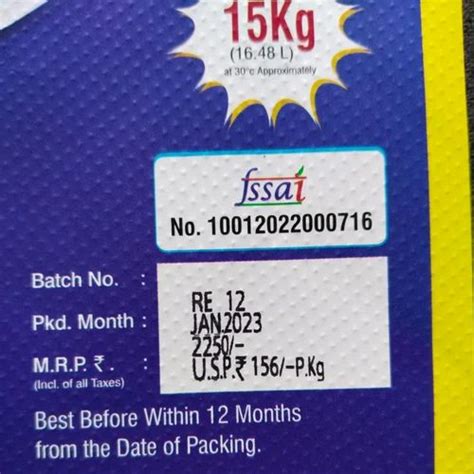 15Kg
(16.48 L)
at 30°c Approximately
fssai
No. 10012022000716
Batch No. :
RE 12
Pkd. Month :
JAN.2023
M.R.P. ₹ . :
2250/-
(Incl. of all Taxes)
U.S.P.₹ 156/-P.Kg
Best Before Within 12 Months
from the Date of Packing.